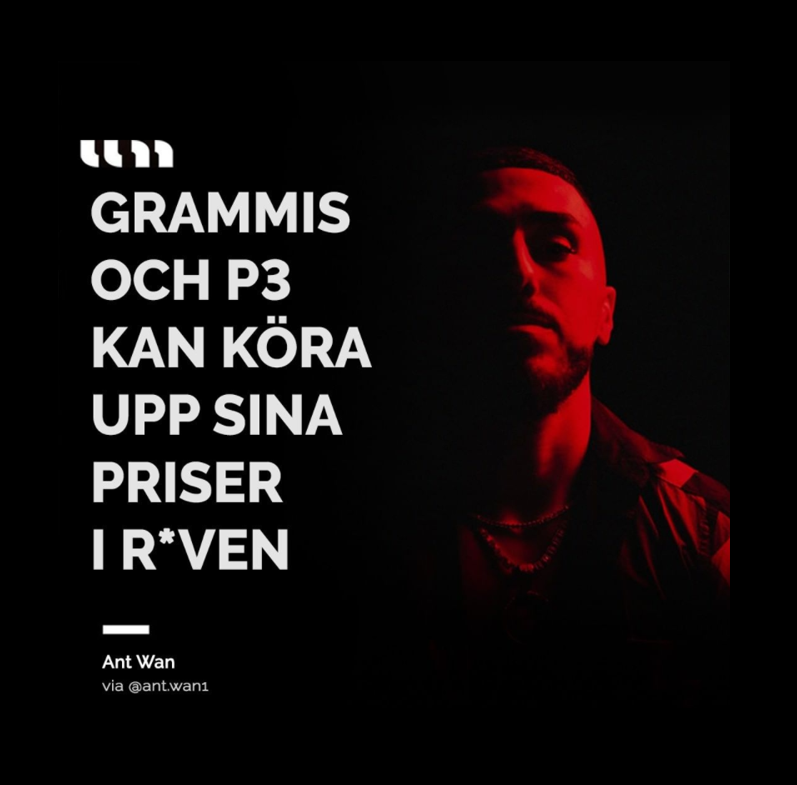 GRAMMIS
OCH P3
KAN KÖRA
UPP SINA
PRISER
I R*VEN
Ant Wan
via @ant.wan1